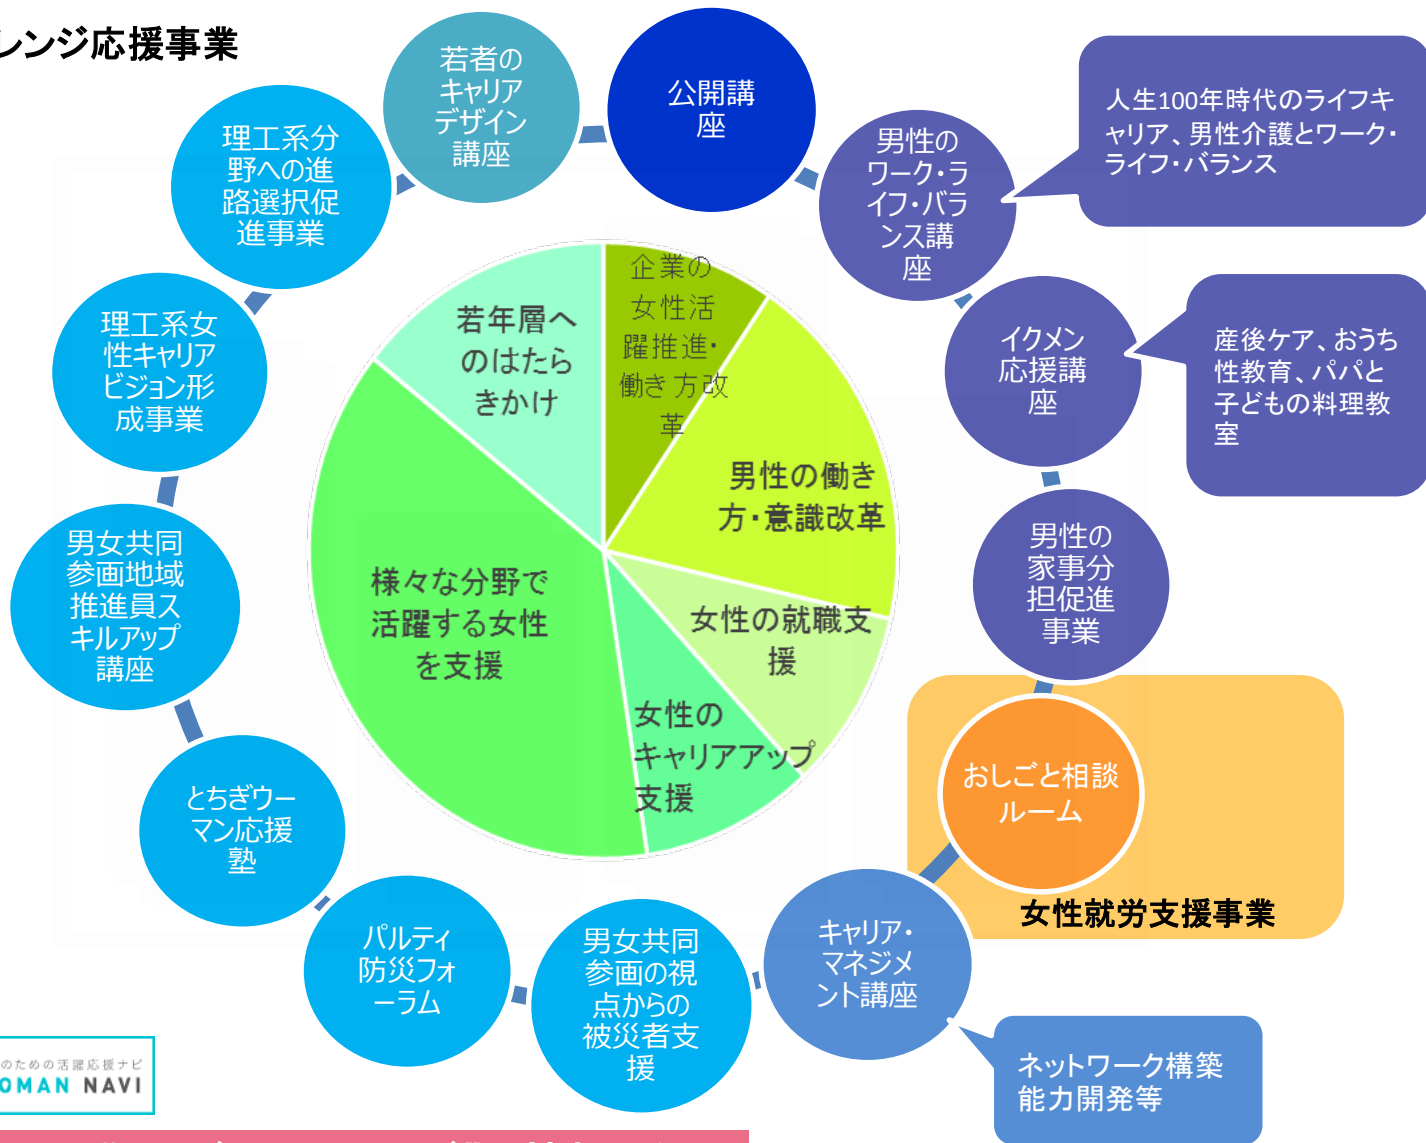 レンジ応援事業
若者の
キャリア
デザイン
講座
公開講
座
男性の
ワーク・ラ
イフ・バラ
ンス講
座
人生100年時代のライフキ
ャリア、男性介護とワーク・
ライフ・バランス
イクメン
応援講
座
産後ケア、おうち
性教育、パパと
子どもの料理教
室
男性の
家事分
担促進
事業
おしごと相談
ルーム
女性就労支援事業
キャリア・
マネジメ
ント講座
ネットワーク構築
能力開発等
男女共同
参画の視
点からの
被災者支
援
パルティ
防災フォ
ーラム
とちぎウー
マン応援
塾
男女共同
参画地域
推進員ス
キルアップ
講座
理工系女
性キャリア
ビジョン形
成事業
理工系分
野への進
路選択促
進事業
企業の
女性活
躍推進・
働き方改
革
男性の働き
方・意識改革
女性の就職支
援
女性の
キャリアアップ
支援
様々な分野で
活躍する女性
を支援
若年層へ
のはたら
きかけ
のための活躍応援ナビ
OMAN NAVI